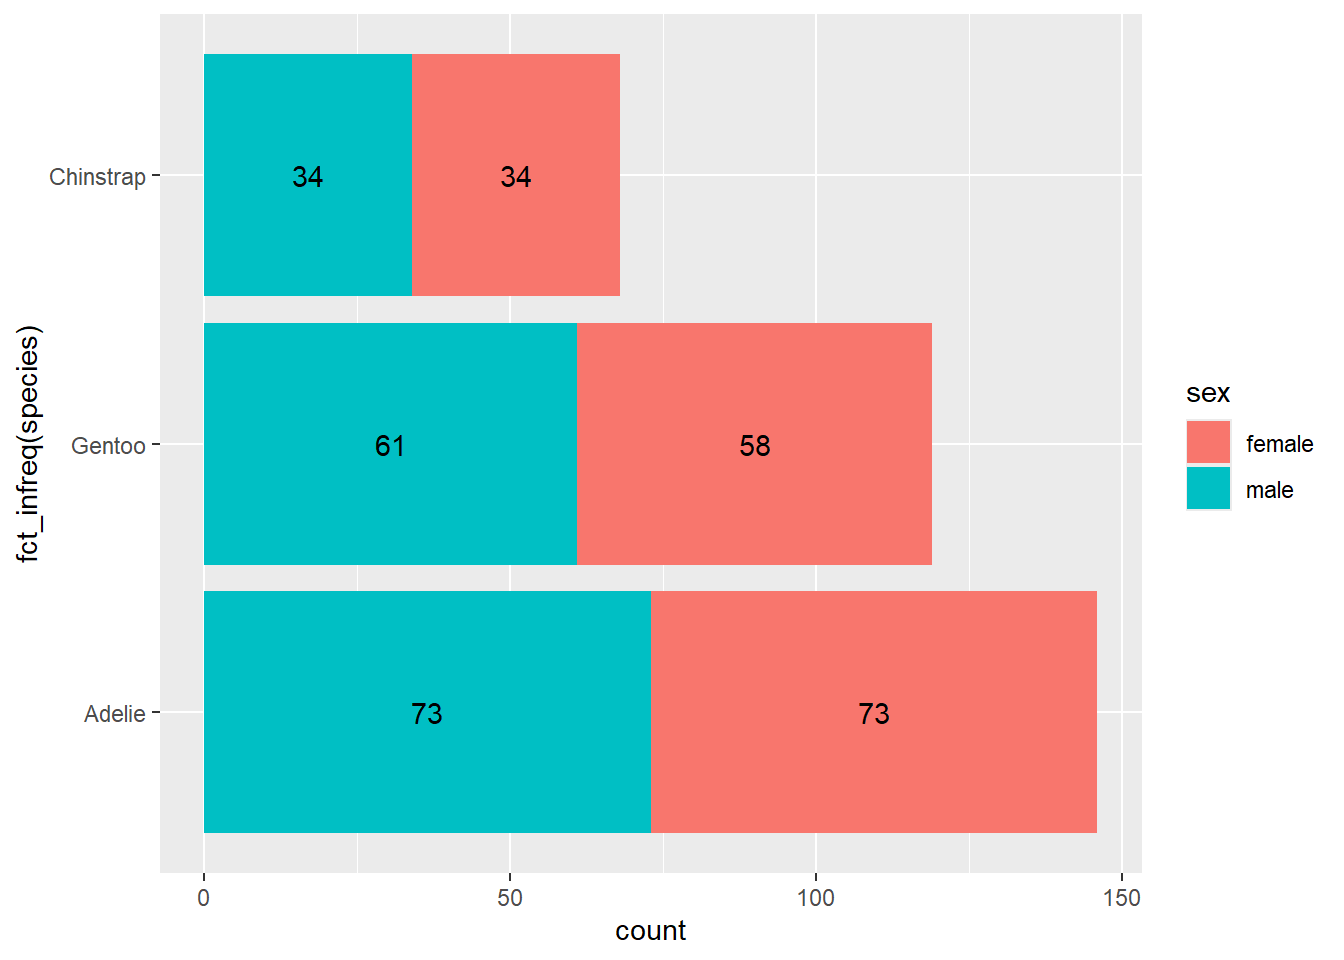 Chinstrap
34
34
Gentoo
61
58
Adelie
73
73
0
50
100
150
count
fct_infreq(species)
sex
female
male